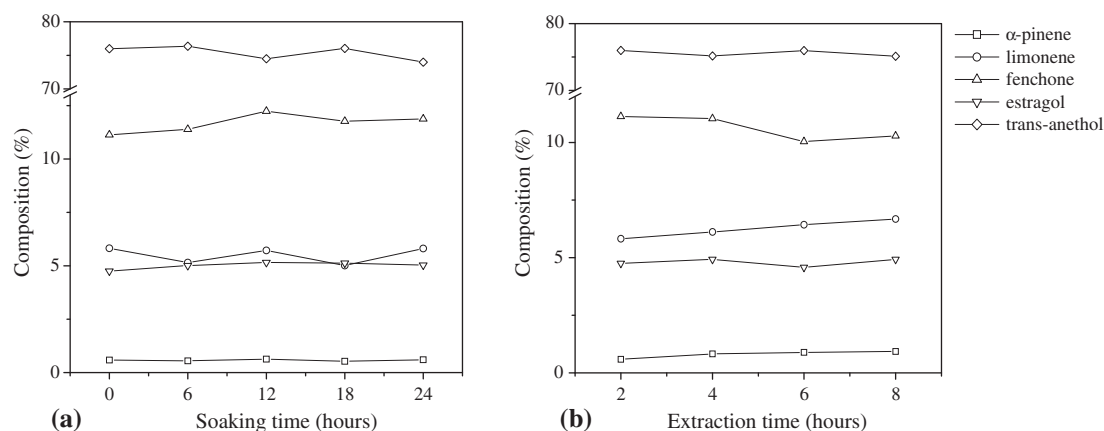 80
70
10
5
0
Composition (%)
0 6 12 18 24
(a) Soaking time (hours)
80
70
10
5
0
Composition (%)
2 4 6 8
(b) Extraction time (hours)
α-pinene
limonene
fenchone
estragol
trans-anethol